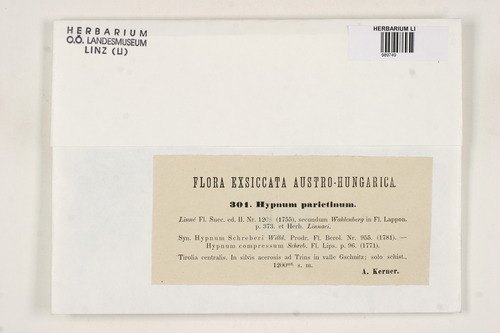 HERBARIUM
O.Ö. LANDESMUSEUM
LINZ (LI)
HERBARIUM LI
FLORA EXSICCATA AUSTRO-HUNGARICA.
301. Hypnum parietinum.
Linné Fl. Suec. ed. II. Nr. (1755), secundum Wahlenberg in Fl. Lappon.
p. 373. et Herb. Linnaei.
Syn. Hypnum Schreberi Willd. Prodr. Fl. Berol. Nr. 955. (1781). —
Hypnum compressum Schreb. Fl. Lips. p. 96. (1771).
Tirolia centralis. In silvis acerosis ad Trins in valle Gschnitz; solo schist.,
s. m.
A. Kerner.